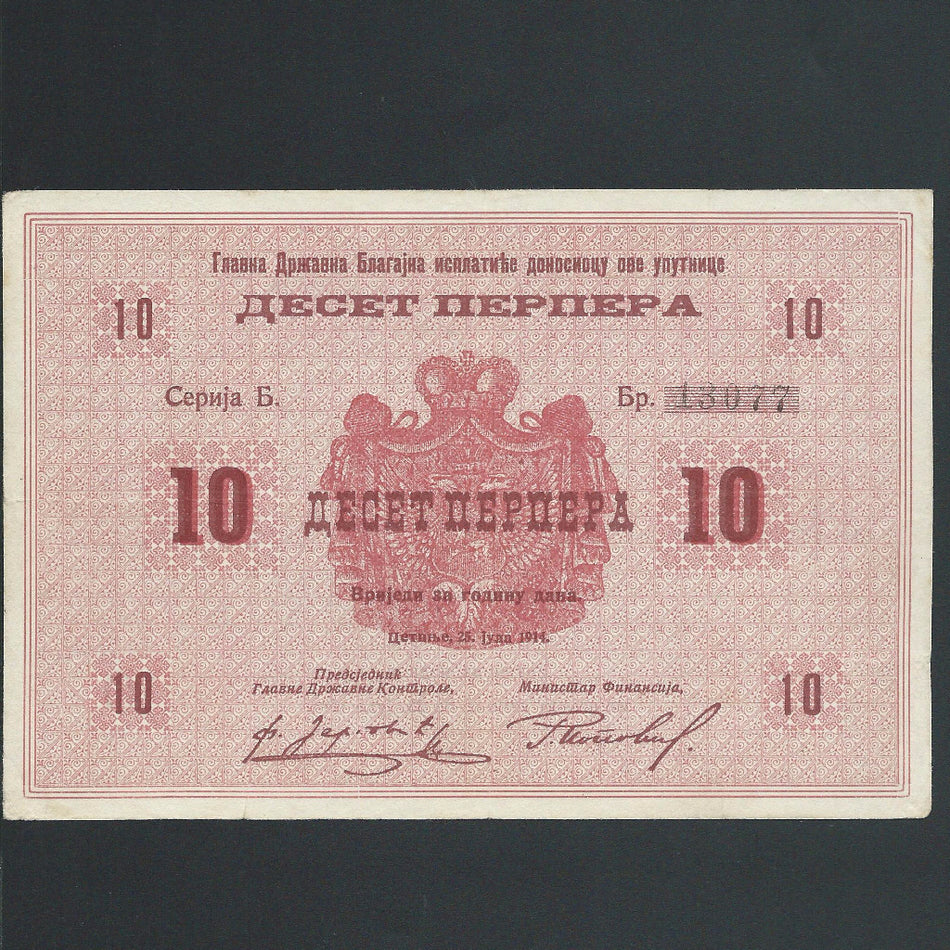 Главна Државна Благајна исплатиће доносиоцу ове упутнице
10 ДЕСЕТ ПЕРПЕРА 10
Серија Б. Бр. 13077
10 ДЕСЕТ ПЕРПЕРА 10
Вриједи за годину дана.
Цетиње, 25. Јула 1914.
Предсједник
Главне Државне Контроле,
Министар Финансија,
10 10
Р. Поповић.